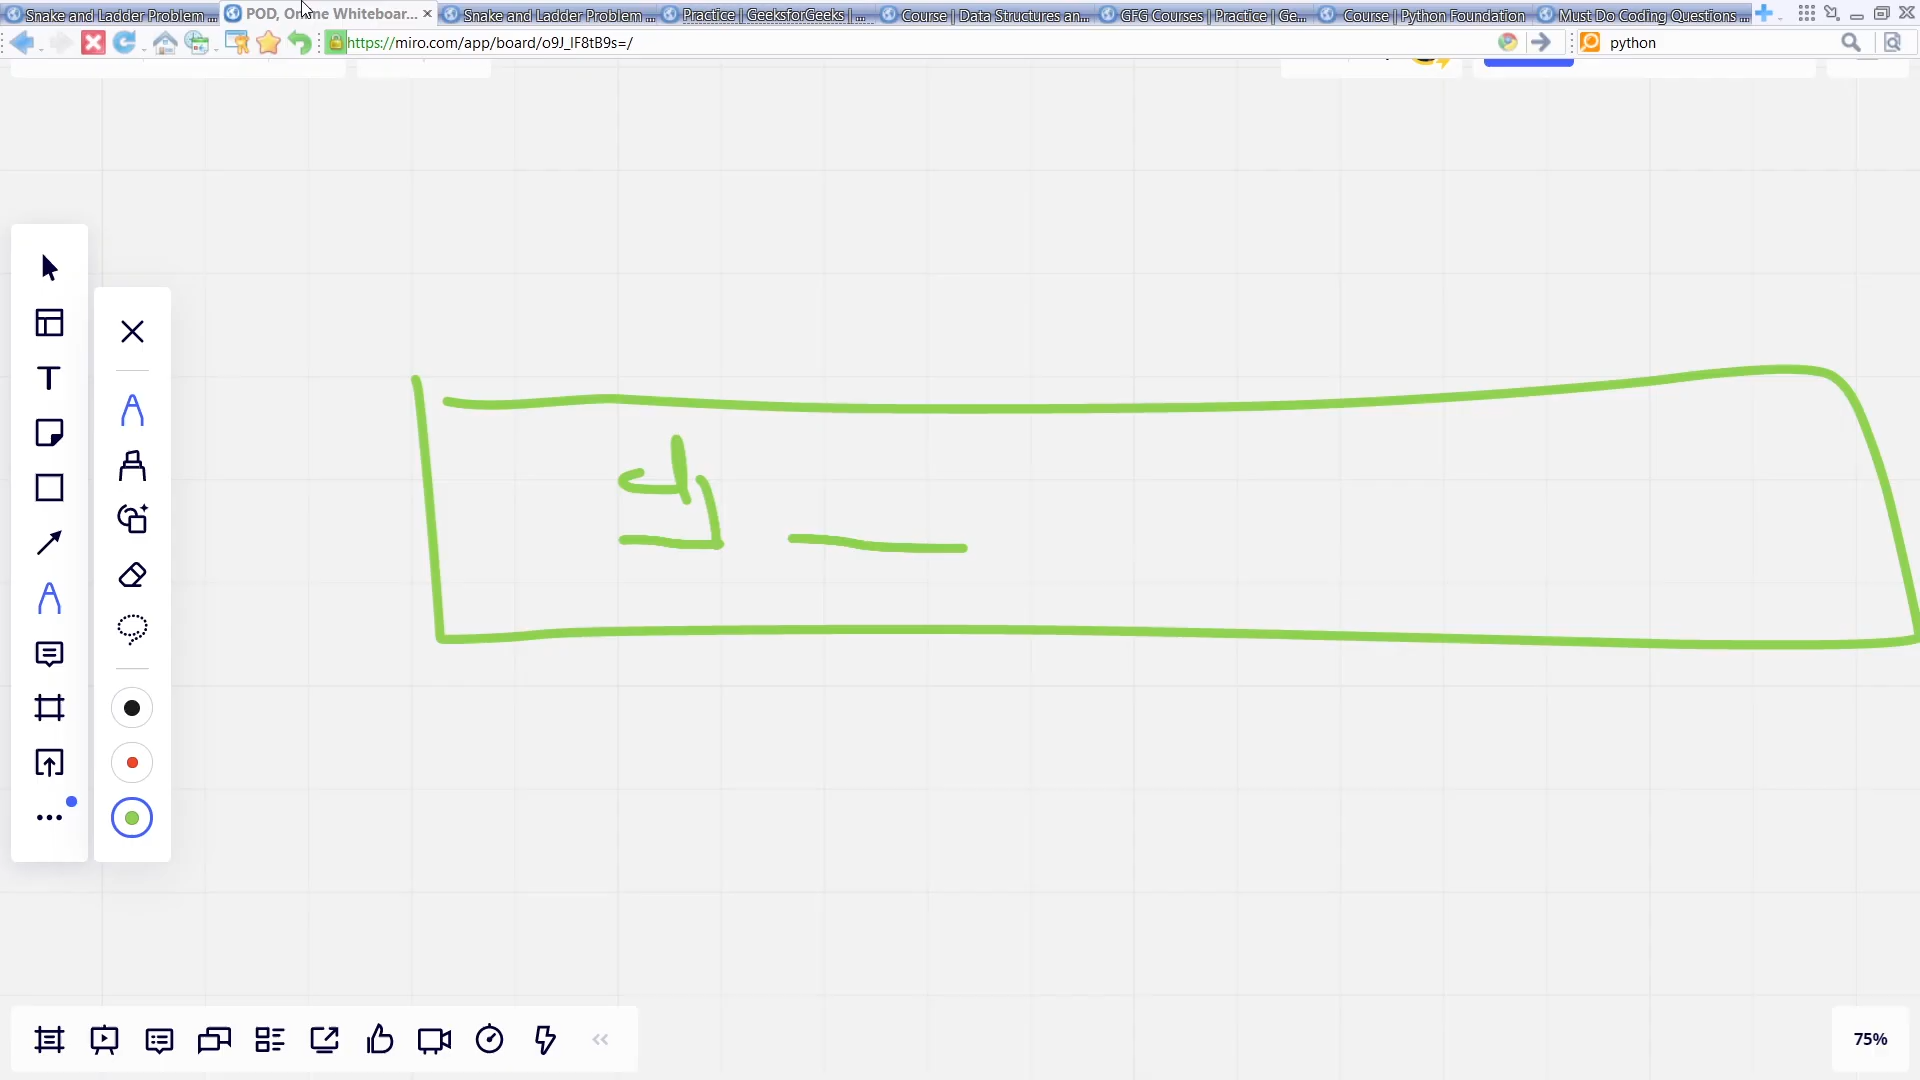 Snake and Ladder Problem ...
POD, Online Whiteboar...
Snake and Ladder Problem ...
Practice | GeeksforGeeks | ...
Course | Data Structures an...
GFG Courses | Practice | Ge...
Course | Python Foundation
Must Do Coding Questions ...
https://miro.com/app/board/o9J_lF8tB9s=/
python
T
75%